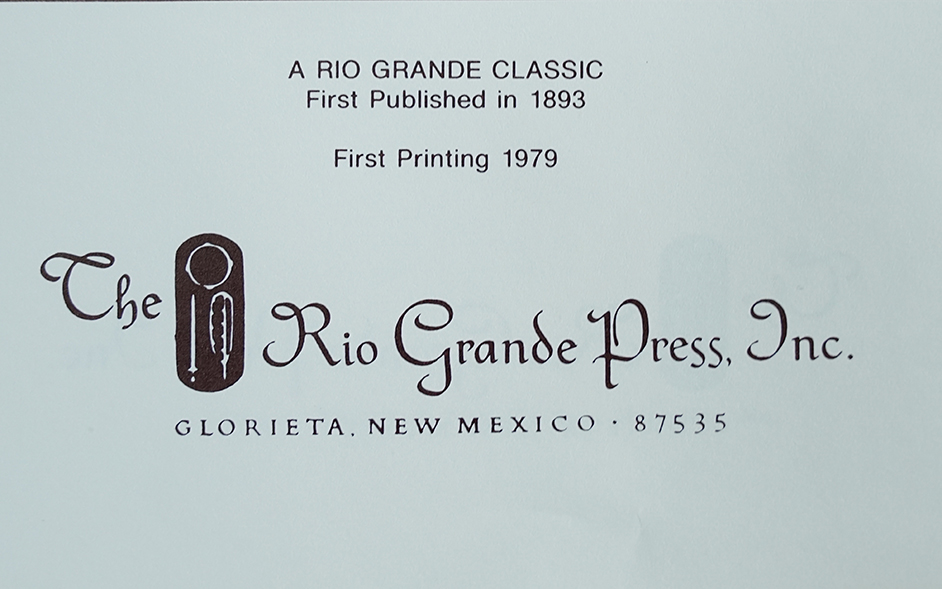 A RIO GRANDE CLASSIC
First Published in 1893
First Printing 1979
The Rio Grande Press, Inc.
GLORIETA, NEW MEXICO · 87535